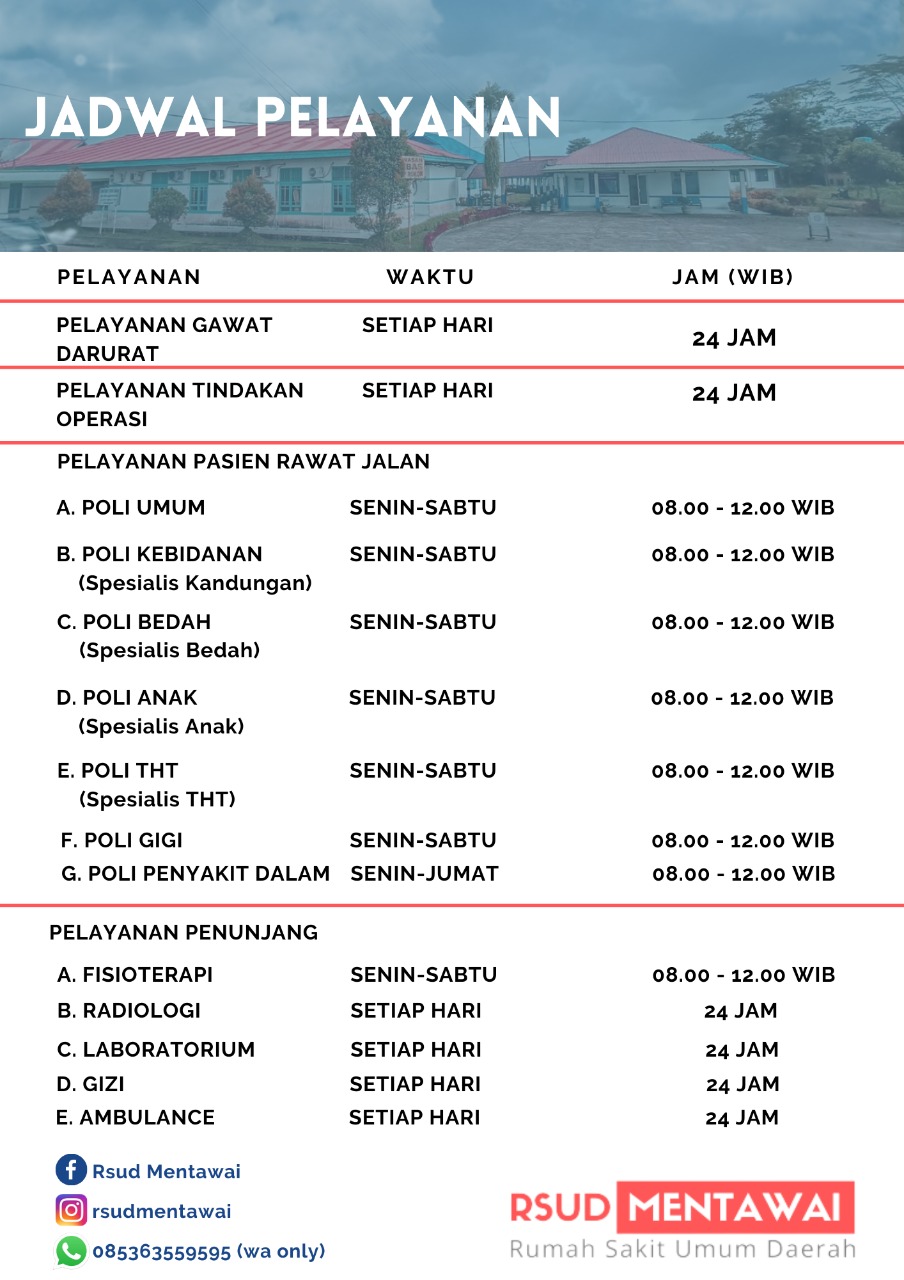 JADWAL PELAYANAN
PELAYANAN WAKTU JAM (WIB)
PELAYANAN GAWAT SETIAP HARI 24 JAM
DARURAT
PELAYANAN TINDAKAN SETIAP HARI 24 JAM
OPERASI
PELAYANAN PASIEN RAWAT JALAN
A. POLI UMUM SENIN-SABTU 08.00 - 12.00 WIB
B. POLI KEBIDANAN SENIN-SABTU 08.00 - 12.00 WIB
(Spesialis Kandungan)
C. POLI BEDAH SENIN-SABTU 08.00 - 12.00 WIB
(Spesialis Bedah)
D. POLI ANAK SENIN-SABTU 08.00 - 12.00 WIB
(Spesialis Anak)
E. POLI THT SENIN-SABTU 08.00 - 12.00 WIB
(Spesialis THT)
F. POLI GIGI SENIN-SABTU 08.00 - 12.00 WIB
G. POLI PENYAKIT DALAM SENIN-JUMAT 08.00 - 12.00 WIB
PELAYANAN PENUNJANG
A. FISIOTERAPI SENIN-SABTU 08.00 - 12.00 WIB
B. RADIOLOGI SETIAP HARI 24 JAM
C. LABORATORIUM SETIAP HARI 24 JAM
D. GIZI SETIAP HARI 24 JAM
E. AMBULANCE SETIAP HARI 24 JAM
Rsud Mentawai
rsudmentawai
085363559595 (wa only)
RSUD MENTAWAI
Rumah Sakit Umum Daerah